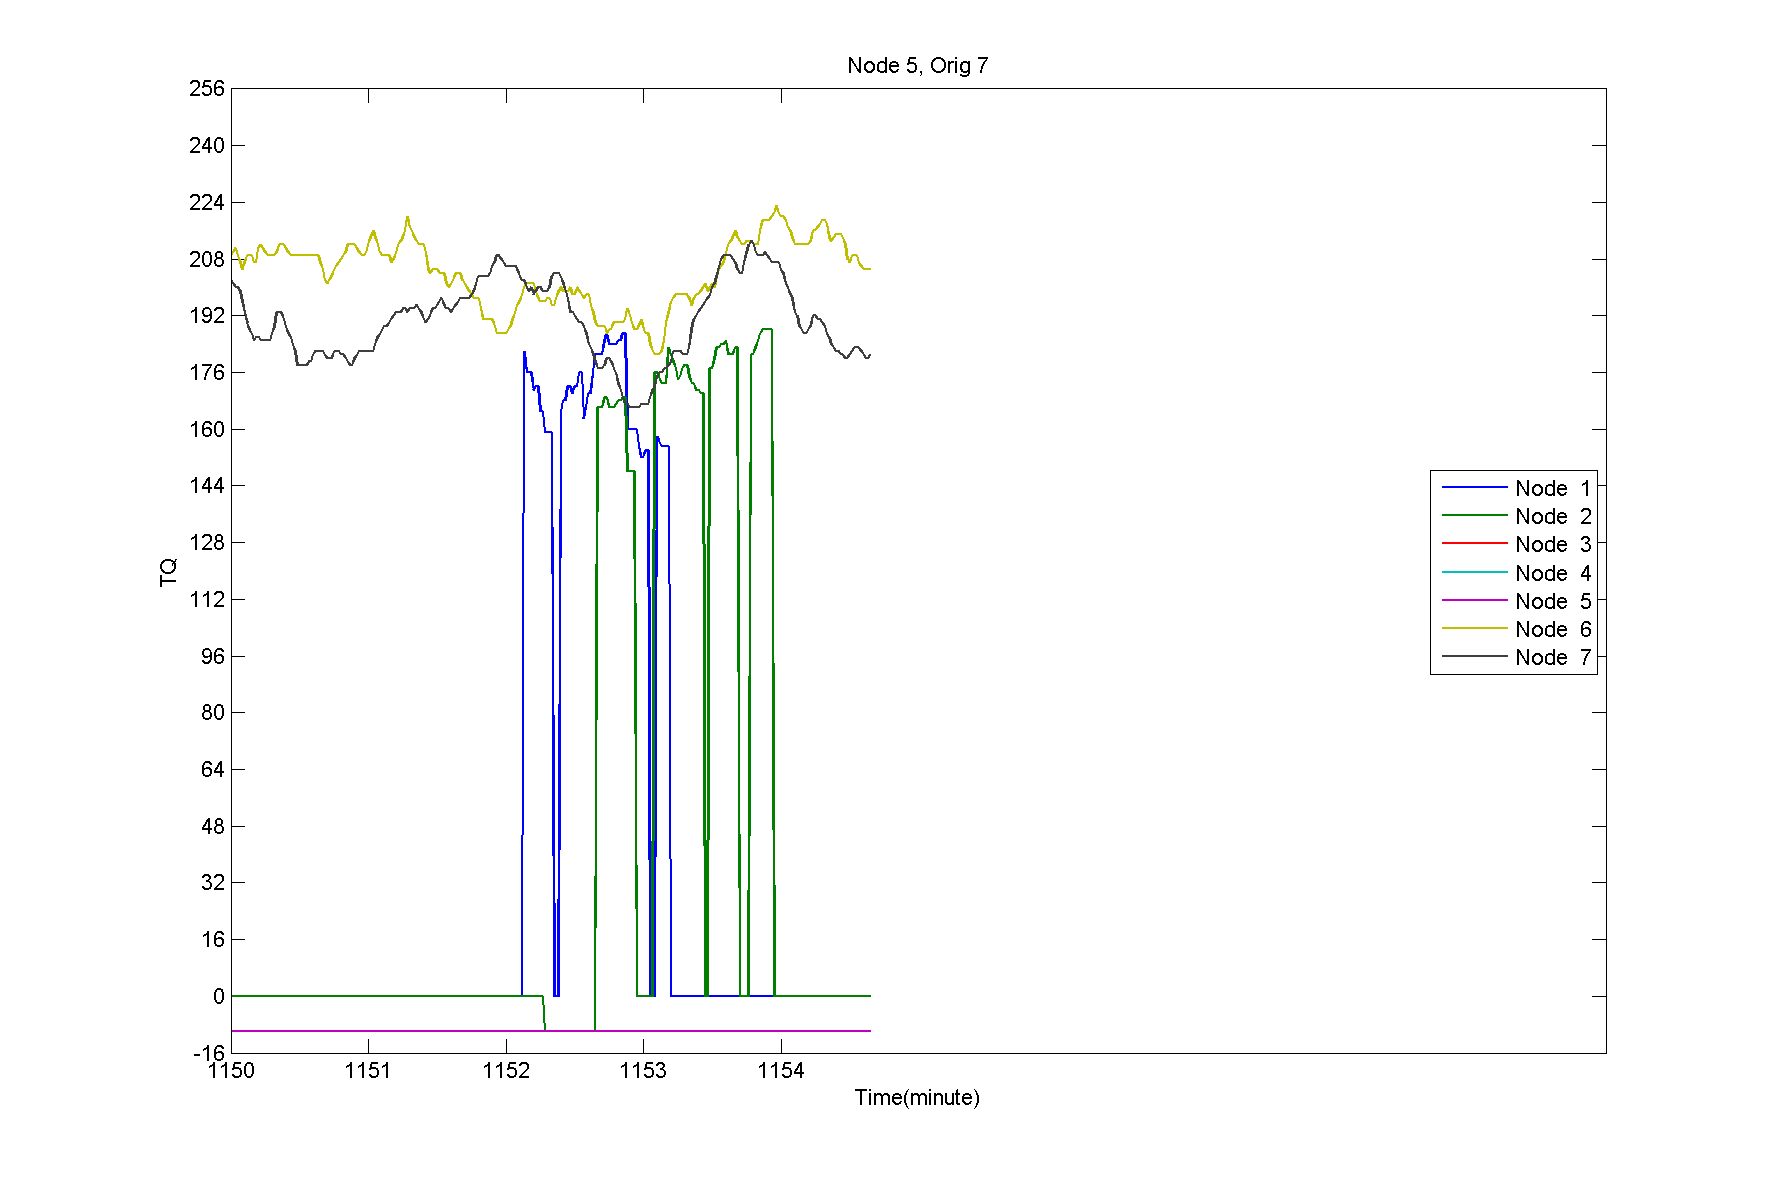 Node 5, Orig 7
256
240
224
208
192
176
160
144
128
112
96
80
64
48
32
16
0
-16
TQ
Node 1
Node 2
Node 3
Node 4
Node 5
Node 6
Node 7
1150 1151 1152 1153 1154
Time(minute)